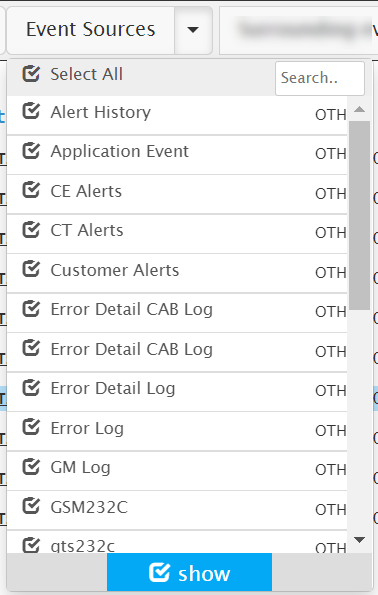 Event Sources
Select All Search..
Alert History OTH
Application Event OTH
CE Alerts OTH
CT Alerts OTH
Customer Alerts OTH
Error Detail CAB Log OTH
Error Detail CAB Log OTH
Error Detail Log OTH
Error Log OTH
GM Log OTH
GSM232C OTH
gts232c OTH
show